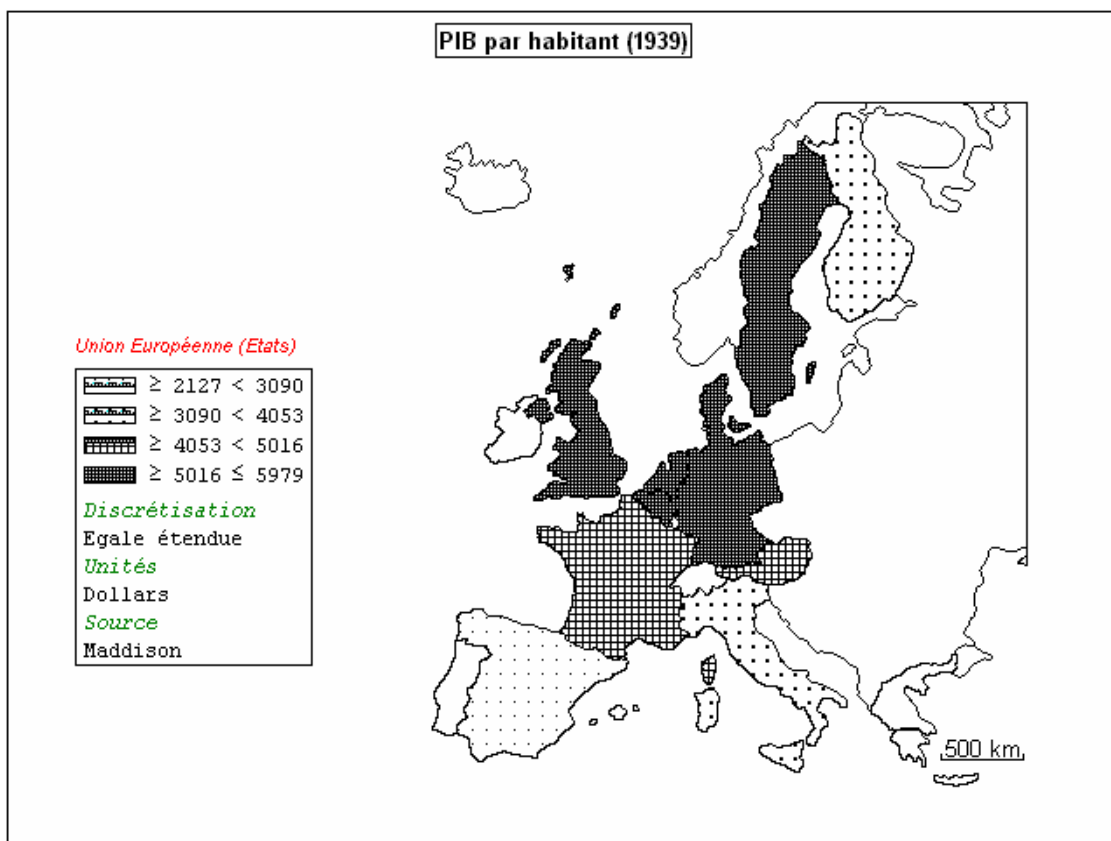 PIB par habitant (1939)
Union Européenne (Etats)
≥ 2127 < 3090
≥ 3090 < 4053
≥ 4053 < 5016
≥ 5016 ≤ 5979
Discrétisation
Egale étendue
Unités
Dollars
Source
Maddison
500 km